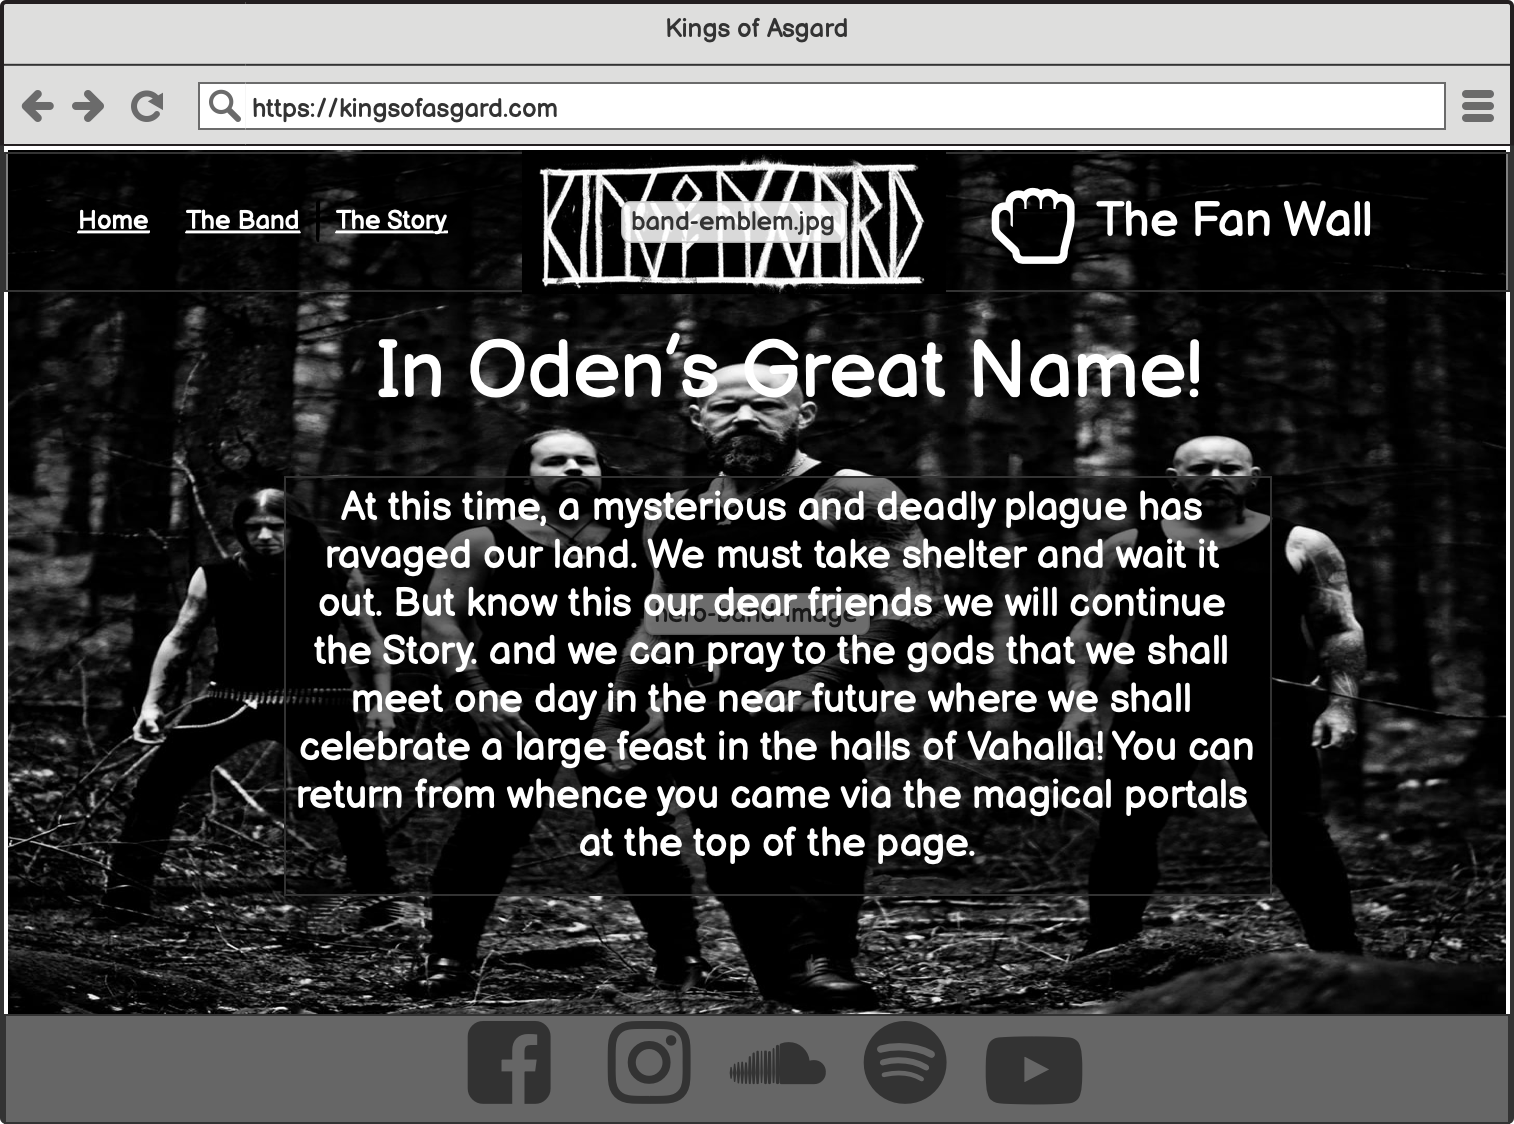 Kings of Asgard
https://kingsofasgard.com
Home The Band The Story
band-emblem.jpg
The Fan Wall
In Oden's Great Name!
At this time, a mysterious and deadly plague has
ravaged our land. We must take shelter and wait it
out. But know this our dear friends we will continue
hero-band-image
the Story. and we can pray to the gods that we shall
meet one day in the near future where we shall
celebrate a large feast in the halls of Vahalla! You can
return from whence you came via the magical portals
at the top of the page.